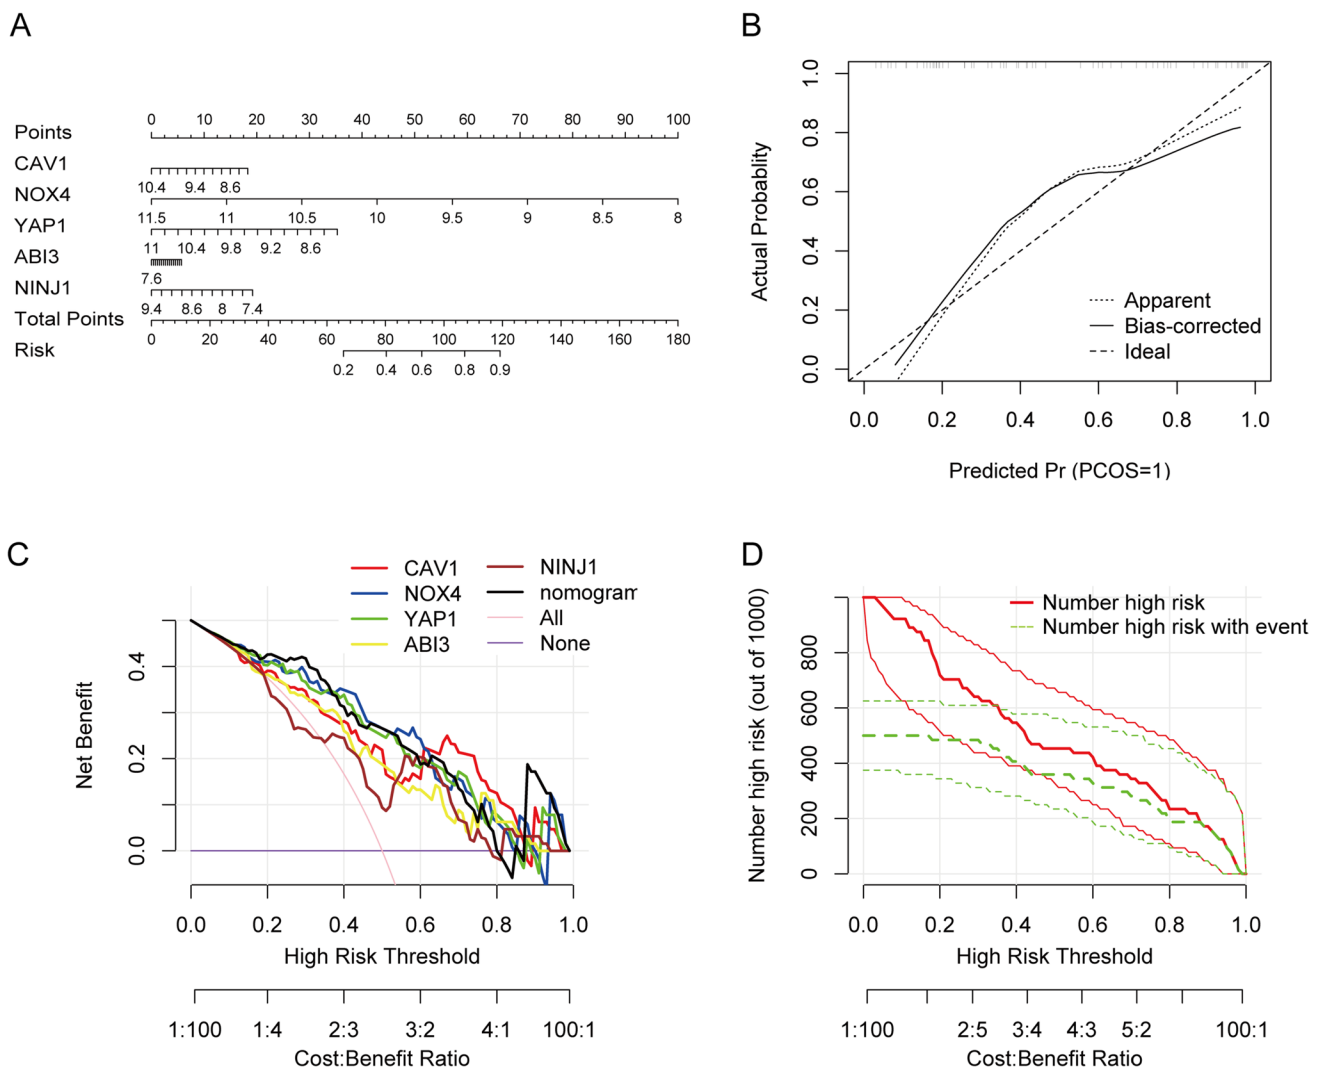 A
Points
0 10 20 30 40 50 60 70 80 90 100
CAV1
10.4 9.4 8.6
NOX4
11.5 11 10.5 10 9.5 9 8.5 8
YAP1
11 10.4 9.8 9.2 8.6
ABI3
7.6
NINJ1
9.4 8.6 8 7.4
Total Points
0 20 40 60 80 100 120 140 160 180
Risk
0.2 0.4 0.6 0.8 0.9
B
Actual Probablity
0.0 0.2 0.4 0.6 0.8 1.0
Apparent
Bias-corrected
Ideal
0.0 0.2 0.4 0.6 0.8 1.0
Predicted Pr (PCOS=1)
C
CAV1
NOX4
YAP1
ABI3
NINJ1
nomogram
All
None
Net Benefit
0.0 0.2 0.4
0.0 0.2 0.4 0.6 0.8 1.0
High Risk Threshold
1:100 1:4 2:3 3:2 4:1 100:1
Cost:Benefit Ratio
D
Number high risk
Number high risk with event
Number high risk (out of 1000)
0 200 400 600 800
0.0 0.2 0.4 0.6 0.8 1.0
High Risk Threshold
1:100 2:5 3:4 4:3 5:2 100:1
Cost:Benefit Ratio